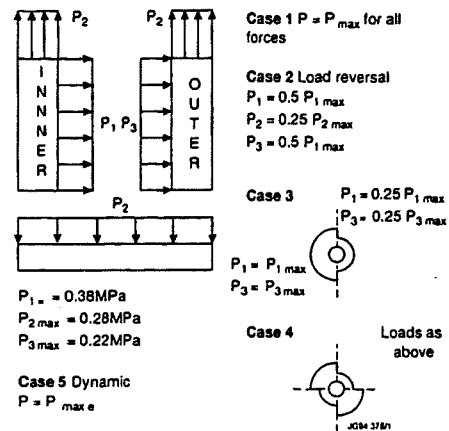 P2
P2
INNNER
OUTER
P1 P3
P2
P1 = = 0.38MPa
P2 max = 0.28MPa
P3 max = 0.22MPa
Case 5 Dynamic
P = P max e
Case 1 P = P max for all
forces
Case 2 Load reversal
P1 = 0.5 P1 max
P2 = 0.25 P2 max
P3 = 0.5 P1 max
Case 3
P1 = 0.25 P1 max
P3 = 0.25 P3 max
P1 = P1 max
P3 = P3 max
Case 4
Loads as
above
JG94 378/1